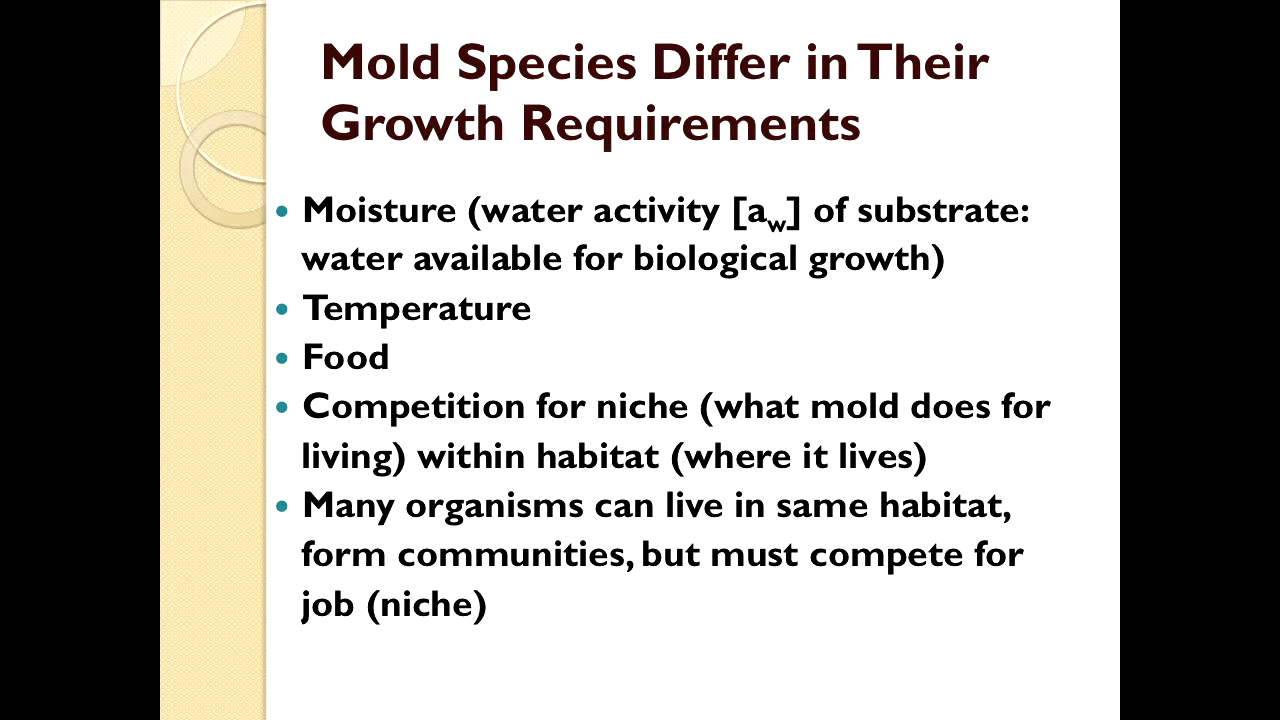 Mold Species Differ in Their
Growth Requirements
• Moisture (water activity [aw] of substrate:
water available for biological growth)
• Temperature
• Food
• Competition for niche (what mold does for
living) within habitat (where it lives)
• Many organisms can live in same habitat,
form communities, but must compete for
job (niche)